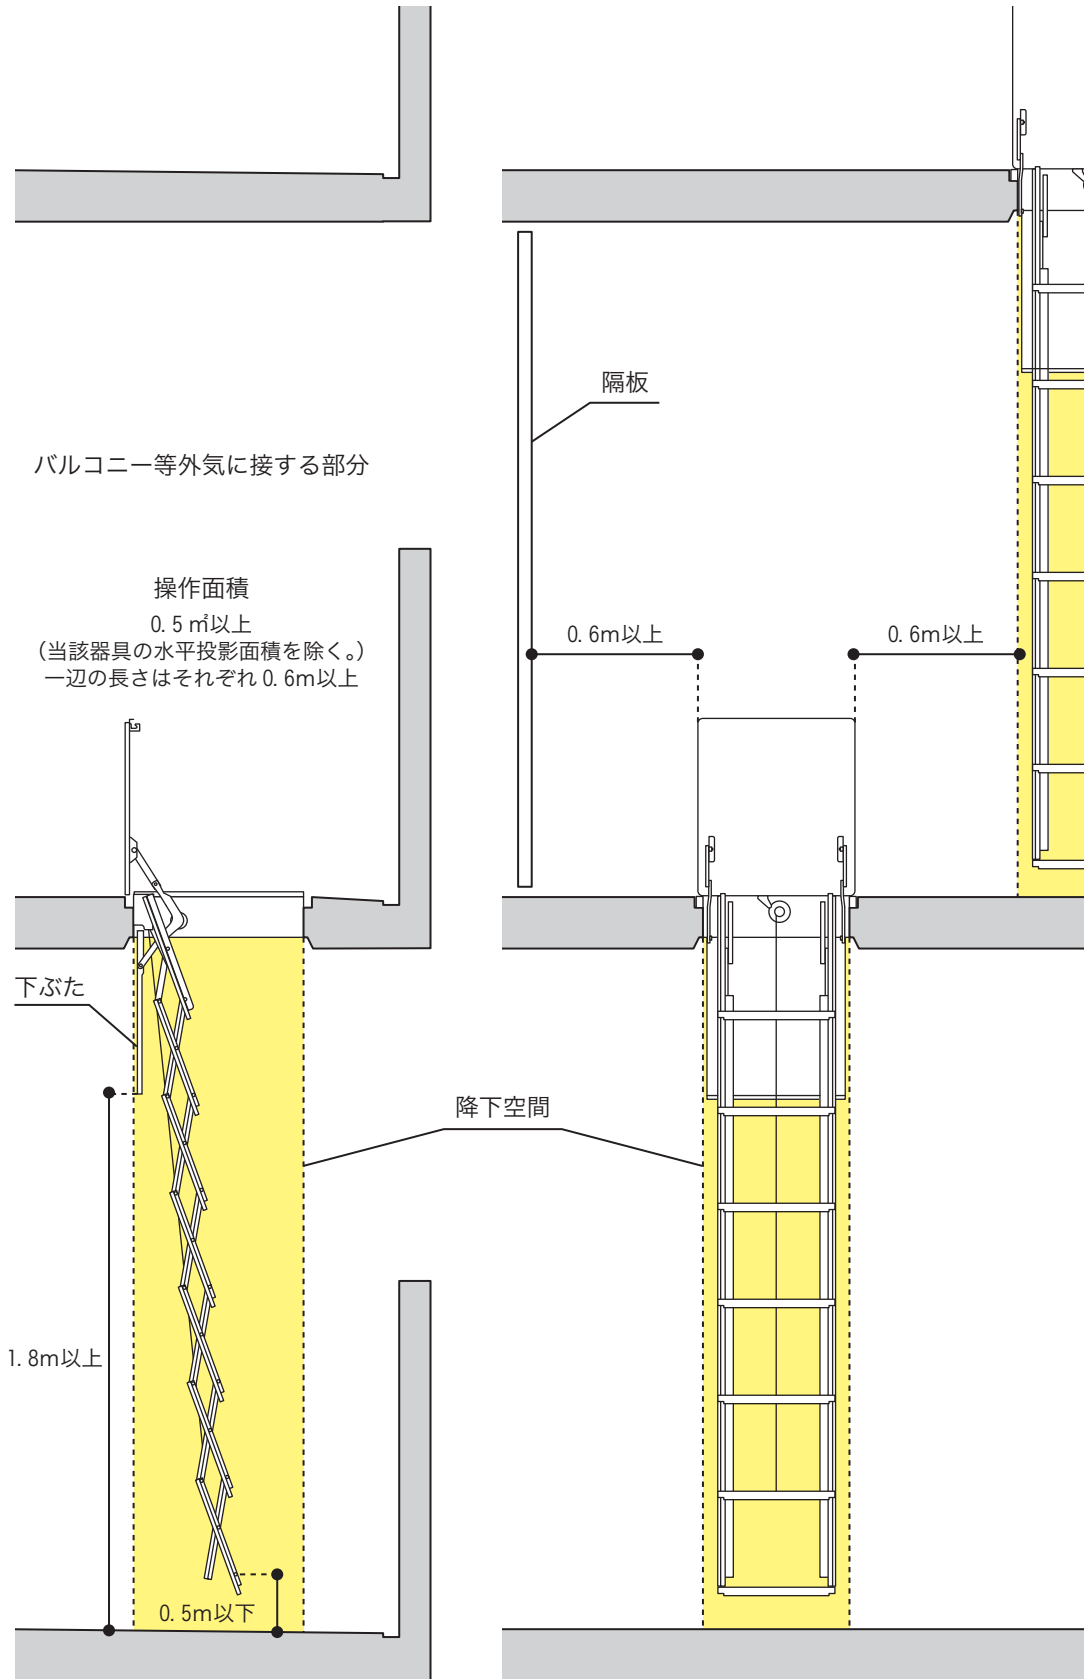 隔板
バルコニー等外気に接する部分
操作面積
0.5㎡以上
（当該器具の水平投影面積を除く。）
一辺の長さはそれぞれ0.6m以上
0.6m以上
0.6m以上
下ぶた
降下空間
1.8m以上
0.5m以下